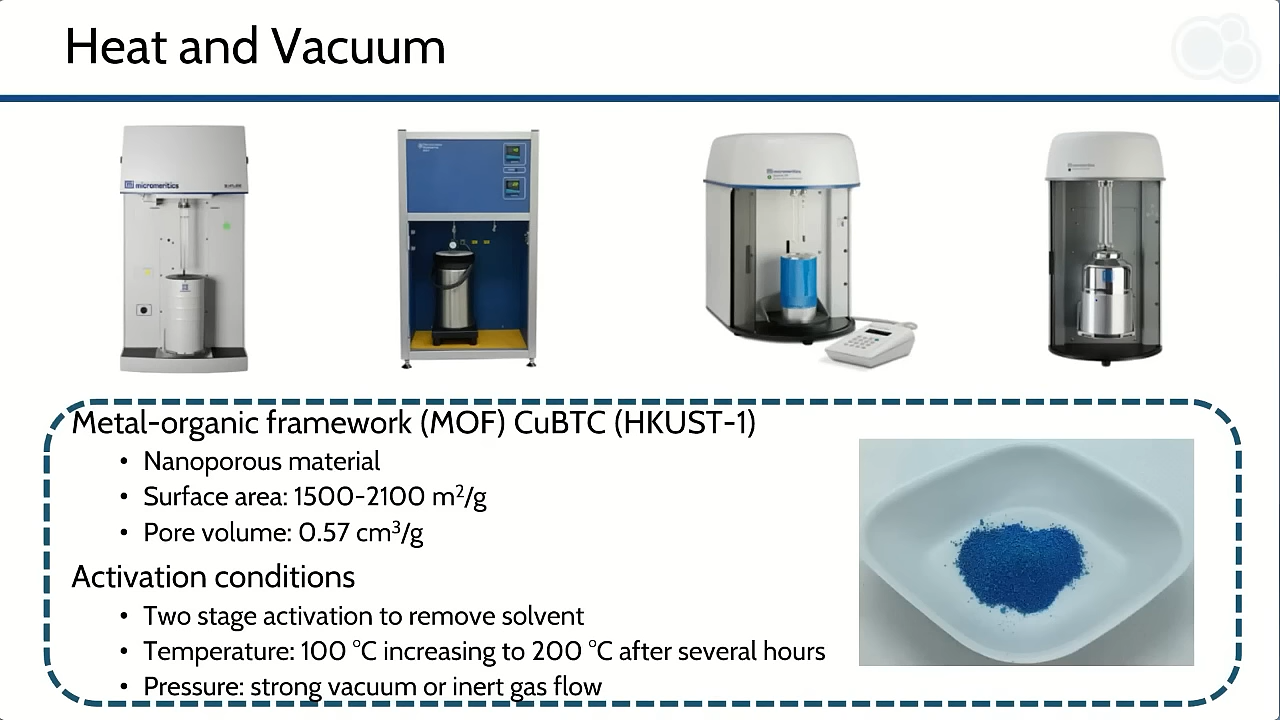 Heat and Vacuum
micromeritics
micromeritics
Metal-organic framework (MOF) CuBTC (HKUST-1)
• Nanoporous material
• Surface area: 1500-2100 m²/g
• Pore volume: 0.57 cm³/g
Activation conditions
• Two stage activation to remove solvent
• Temperature: 100 °C increasing to 200 °C after several hours
• Pressure: strong vacuum or inert gas flow